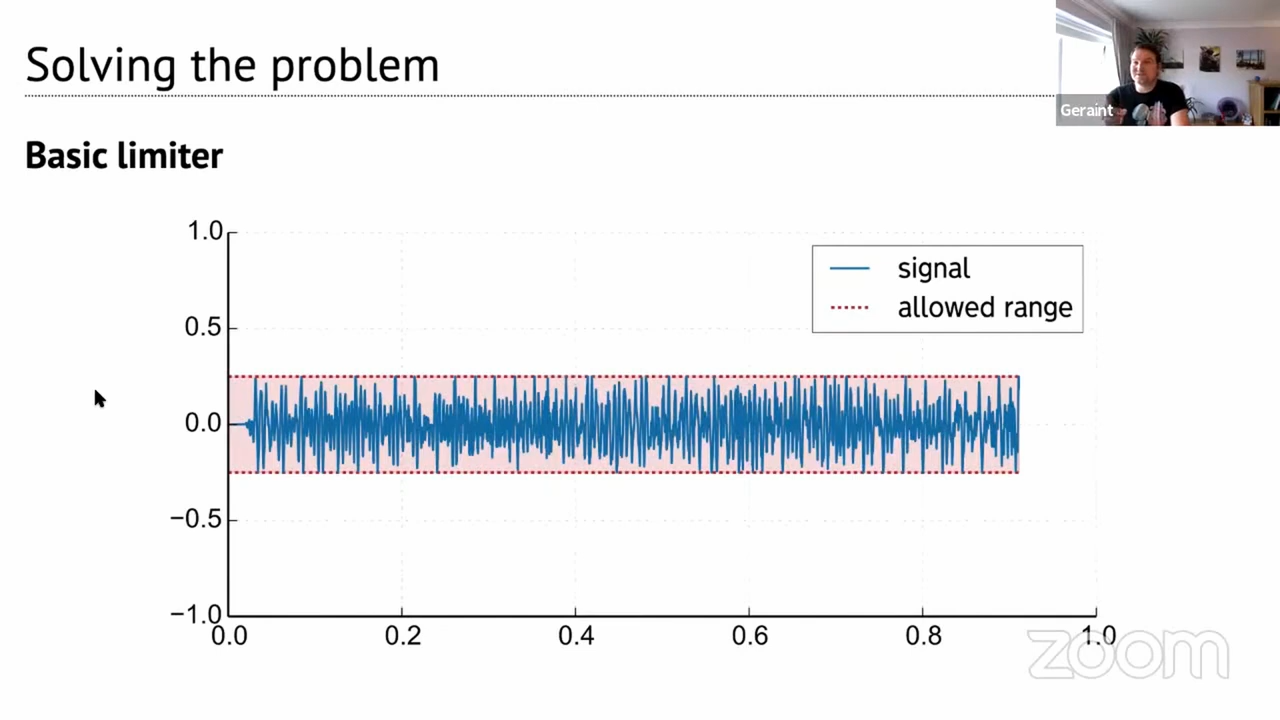 Solving the problem
Geraint
Basic limiter
1.0
0.5
0.0
−0.5
−1.0
signal
allowed range
0.0
0.2
0.4
0.6
0.8
1.0
zoom